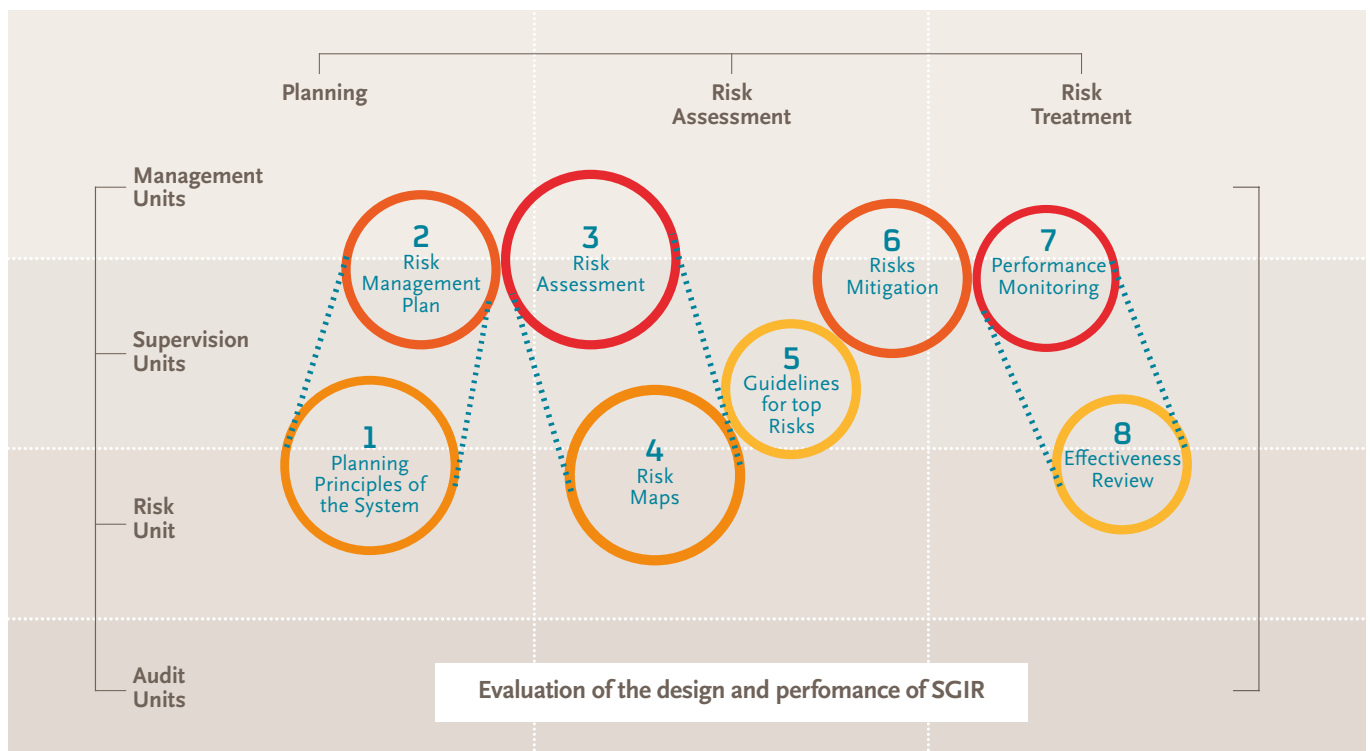 Planning
Risk
Assessment
Risk
Treatment
Management
Units
2
Risk
Management
Plan
3
Risk
Assessment
6
Risks
Mitigation
7
Performance
Monitoring
Supervision
Units
5
Guidelines
for top
Risks
1
Planning
Principles of
the System
4
Risk
Maps
8
Effectiveness
Review
Risk
Unit
Audit
Units
Evaluation of the design and perfomance of SGIR